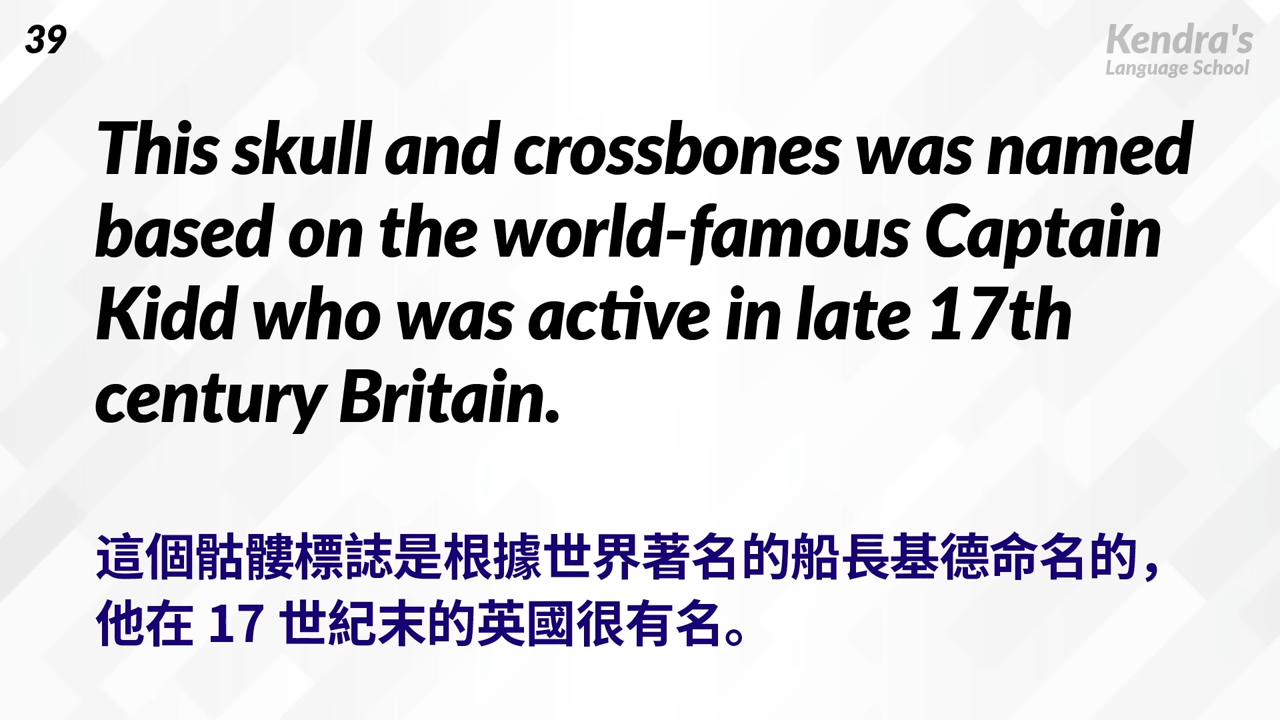 39
Kendra's
Language School
This skull and crossbones was named
based on the world-famous Captain
Kidd who was active in late 17th
century Britain.
這個骷髏標誌是根據世界著名的船長基德命名的，
他在 17 世紀末的英國很有名。